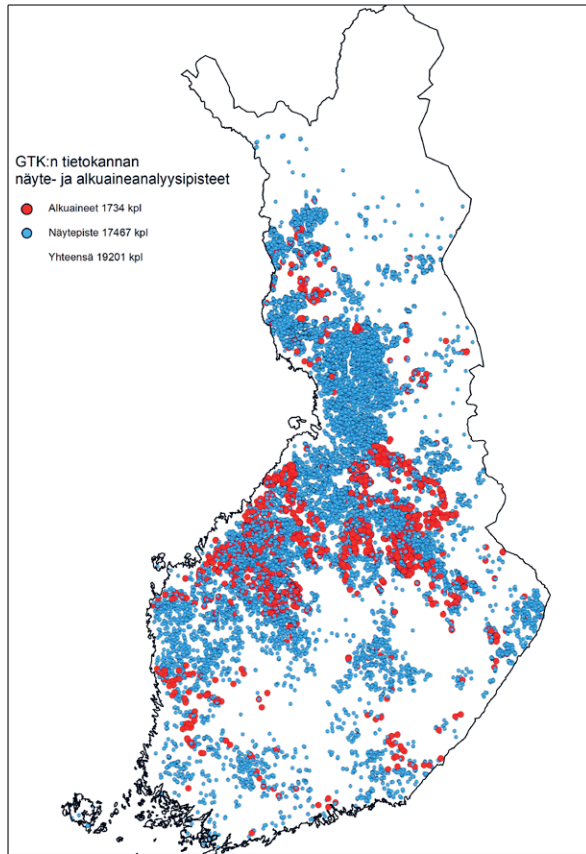 GTK:n tietokannan
näyte- ja alkuaineanalyysipisteet
Alkuaineet 1734 kpl
Näytepiste 17467 kpl
Yhteensä 19201 kpl